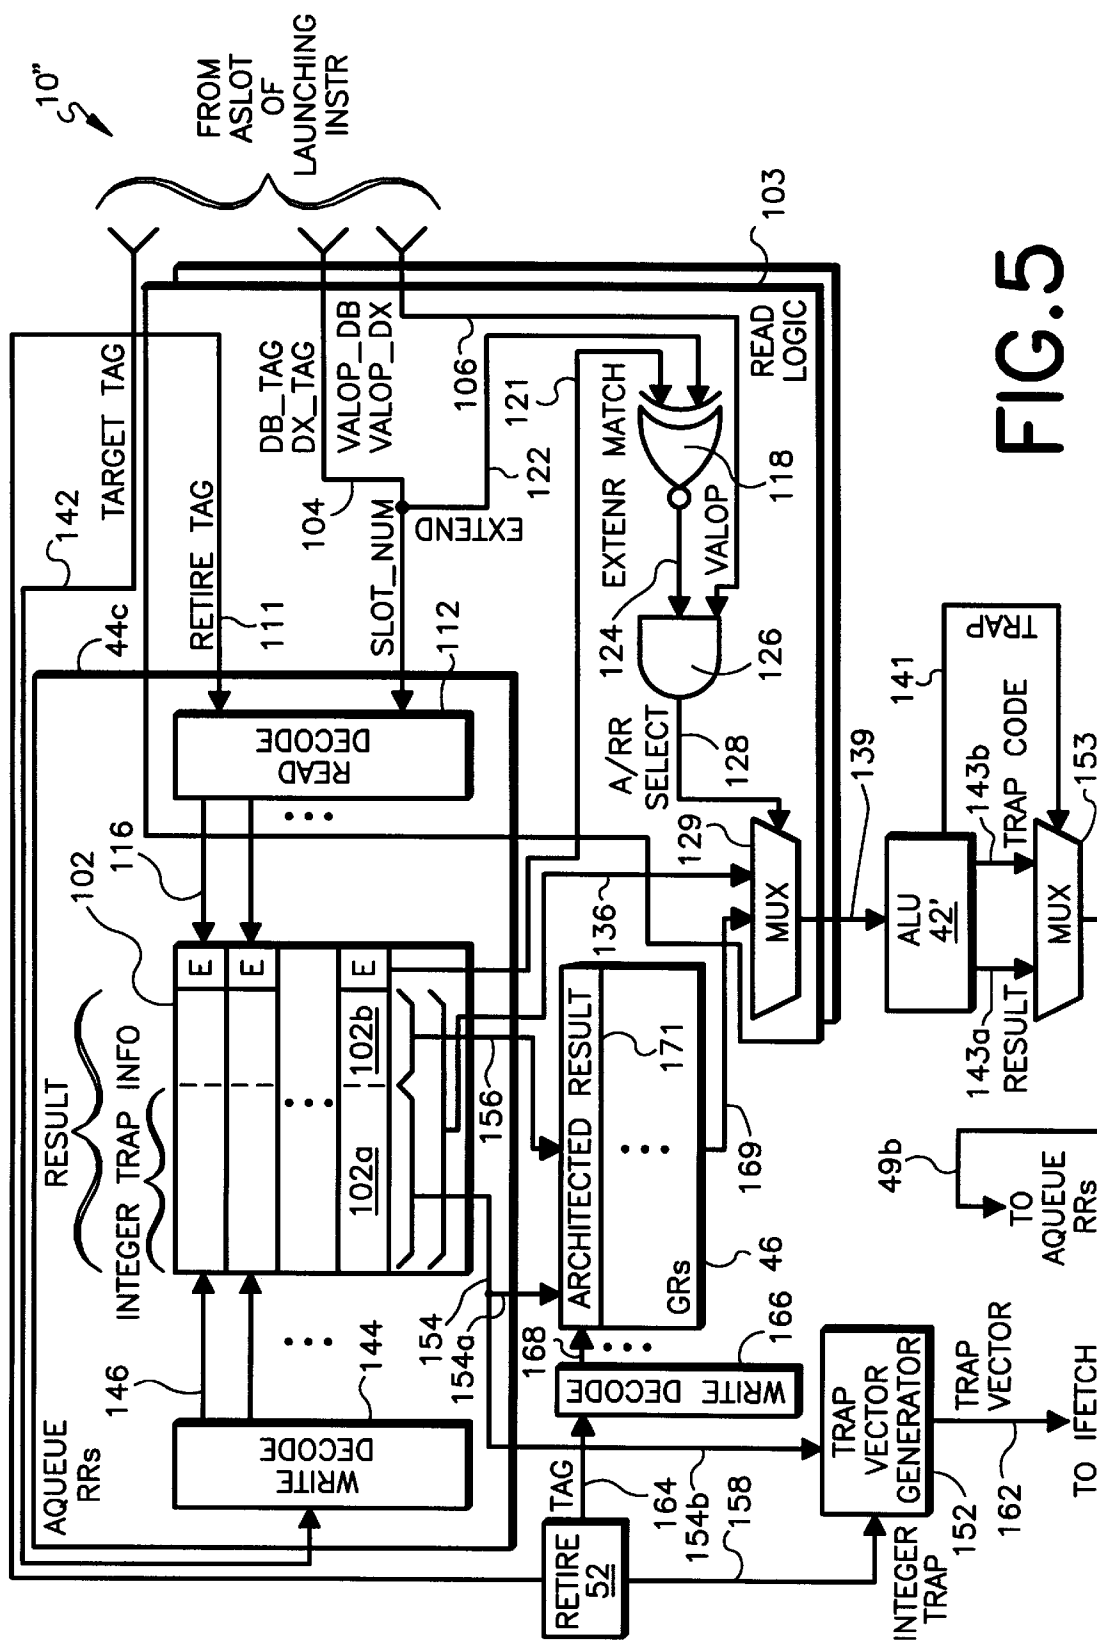 10"
FROM
ASLOT
OF
LAUNCHING
INSTR
142
TARGET TAG
44c
RETIRE TAG
111
DB_TAG
DX_TAG
VALOP_DB
VALOP_DX
104
SLOT_NUM
EXTEND
122
106
121
READ
LOGIC
103
112
READ
DECODE
116
102
RESULT
INTEGER TRAP INFO
E
E
E
102a
102b
AQUEUE
RRs
146
144
WRITE
DECODE
154
154a
156
136
EXTENR MATCH
118
124
VALOP
126
A/RR
SELECT
128
129
MUX
139
ARCHITECTED RESULT
171
GRs
46
169
168
166
WRITE DECODE
RETIRE
52
TAG
164
154b
158
INTEGER
TRAP
TRAP
VECTOR
GENERATOR
152
TRAP
VECTOR
162
TO IFETCH
ALU
42'
141
TRAP
143a
RESULT
143b
TRAP CODE
MUX
153
49b
TO
AQUEUE
RRs
FIG.5